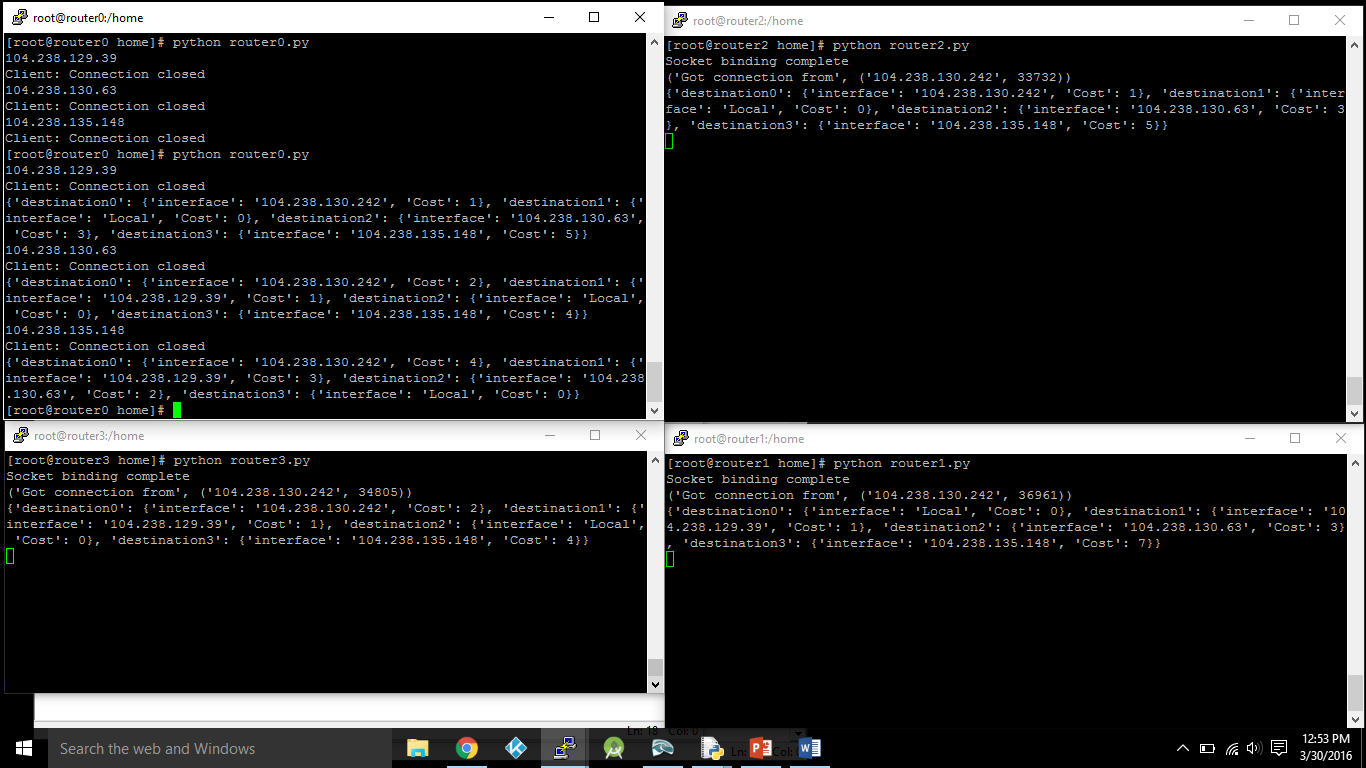 root@router0:/home
[root@router0 home]# python router0.py
104.238.129.39
Client: Connection closed
104.238.130.63
Client: Connection closed
104.238.135.148
Client: Connection closed
[root@router0 home]# python router0.py
104.238.129.39
Client: Connection closed
{'destination0': {'interface': '104.238.130.242', 'Cost': 1}, 'destination1': {'
interface': 'Local', 'Cost': 0}, 'destination2': {'interface': '104.238.130.63',
 'Cost': 3}, 'destination3': {'interface': '104.238.135.148', 'Cost': 5}}
104.238.130.63
Client: Connection closed
{'destination0': {'interface': '104.238.130.242', 'Cost': 2}, 'destination1': {'
interface': '104.238.129.39', 'Cost': 1}, 'destination2': {'interface': 'Local',
 'Cost': 0}, 'destination3': {'interface': '104.238.135.148', 'Cost': 4}}
104.238.135.148
Client: Connection closed
{'destination0': {'interface': '104.238.130.242', 'Cost': 4}, 'destination1': {'
interface': '104.238.129.39', 'Cost': 3}, 'destination2': {'interface': '104.238
.130.63', 'Cost': 2}, 'destination3': {'interface': 'Local', 'Cost': 0}}
[root@router0 home]#
root@router2:/home
[root@router2 home]# python router2.py
Socket binding complete
('Got connection from', ('104.238.130.242', 33732))
{'destination0': {'interface': '104.238.130.242', 'Cost': 1}, 'destination1': {'inter
face': 'Local', 'Cost': 0}, 'destination2': {'interface': '104.238.130.63', 'Cost': 3
}, 'destination3': {'interface': '104.238.135.148', 'Cost': 5}}
root@router3:/home
[root@router3 home]# python router3.py
Socket binding complete
('Got connection from', ('104.238.130.242', 34805))
{'destination0': {'interface': '104.238.130.242', 'Cost': 2}, 'destination1': {'
interface': '104.238.129.39', 'Cost': 1}, 'destination2': {'interface': 'Local',
 'Cost': 0}, 'destination3': {'interface': '104.238.135.148', 'Cost': 4}}
root@router1:/home
[root@router1 home]# python router1.py
Socket binding complete
('Got connection from', ('104.238.130.242', 36961))
{'destination0': {'interface': 'Local', 'Cost': 0}, 'destination1': {'interface': '10
4.238.129.39', 'Cost': 1}, 'destination2': {'interface': '104.238.130.63', 'Cost': 3}
, 'destination3': {'interface': '104.238.135.148', 'Cost': 7}}
Ln: 18 Col: 0
Search the web and Windows
12:53 PM
3/30/2016